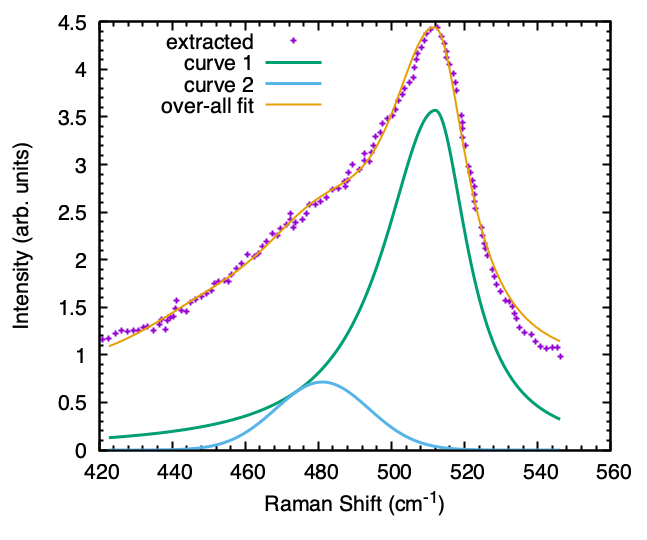 4.5
4
3.5
3
2.5
2
1.5
1
0.5
0
Intensity (arb. units)
extracted
curve 1
curve 2
over-all fit
420 440 460 480 500 520 540 560
Raman Shift (cm⁻¹)